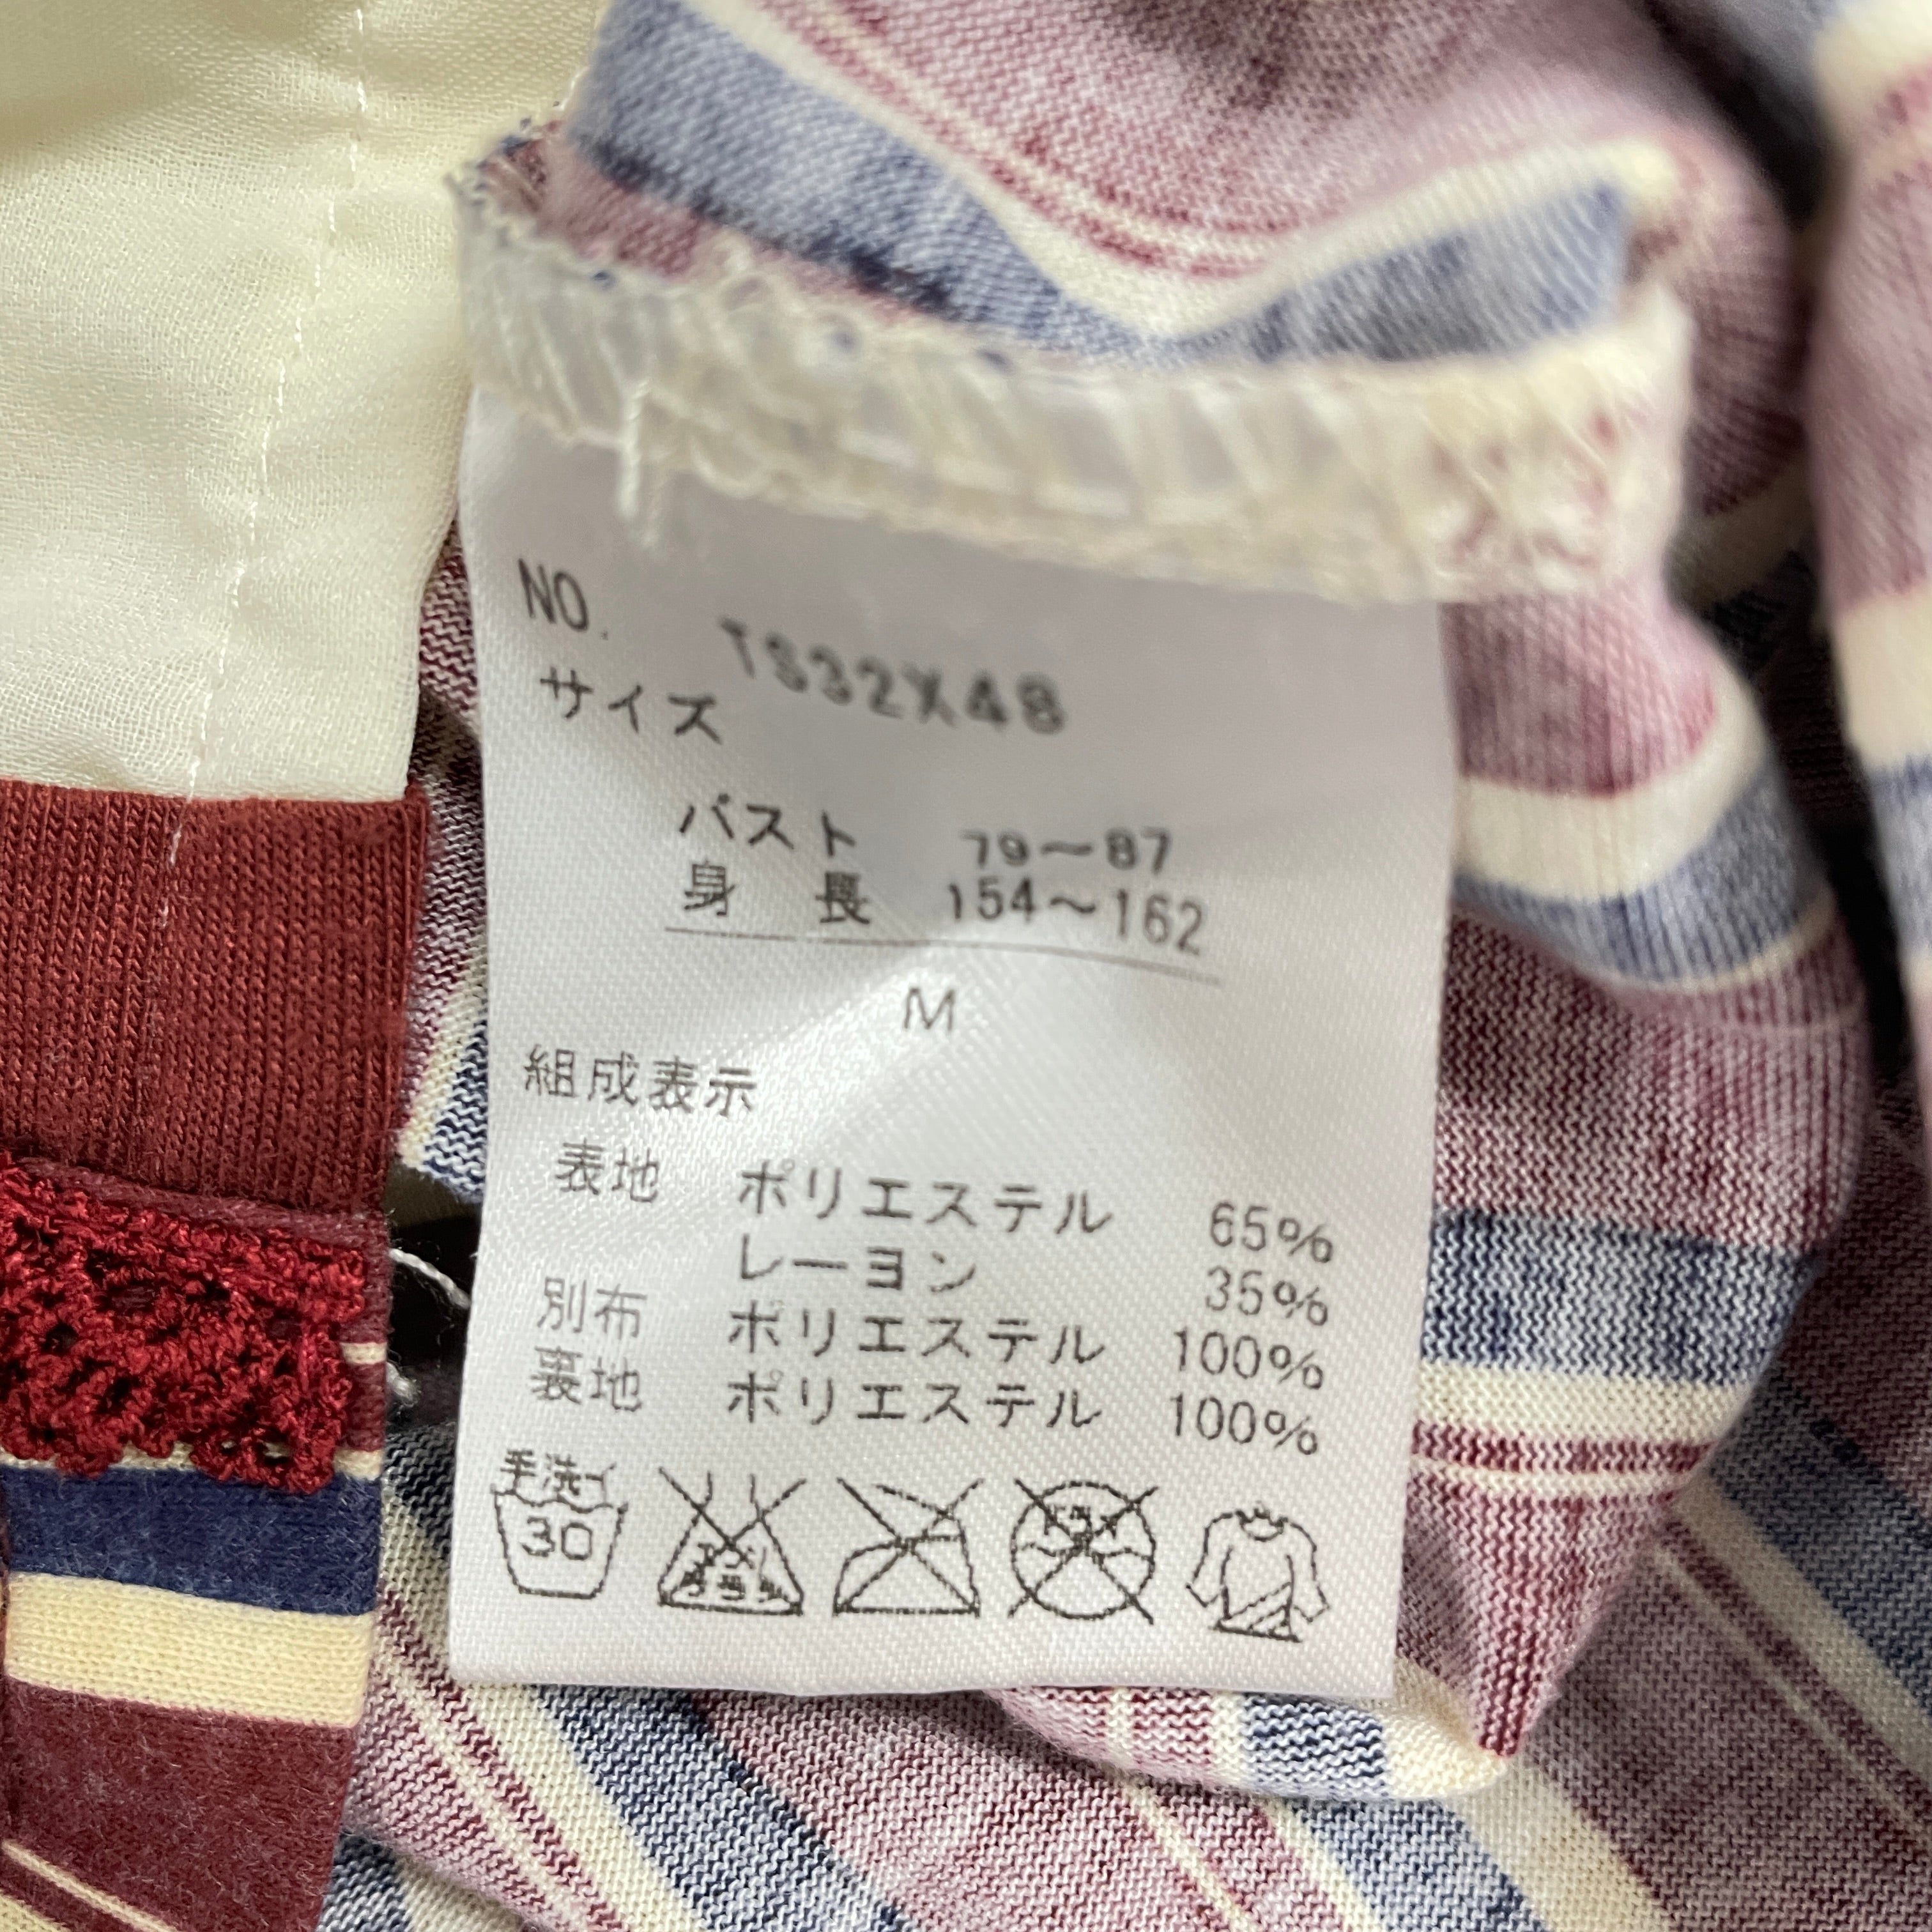 NO. TS32X48
サイズ
バスト 79～87
身 長 154～162
M
組成表示
表地 ポリエステル 65%
レーヨン 35%
別布 ポリエステル 100%
裏地 ポリエステル 100%
手洗イ
30